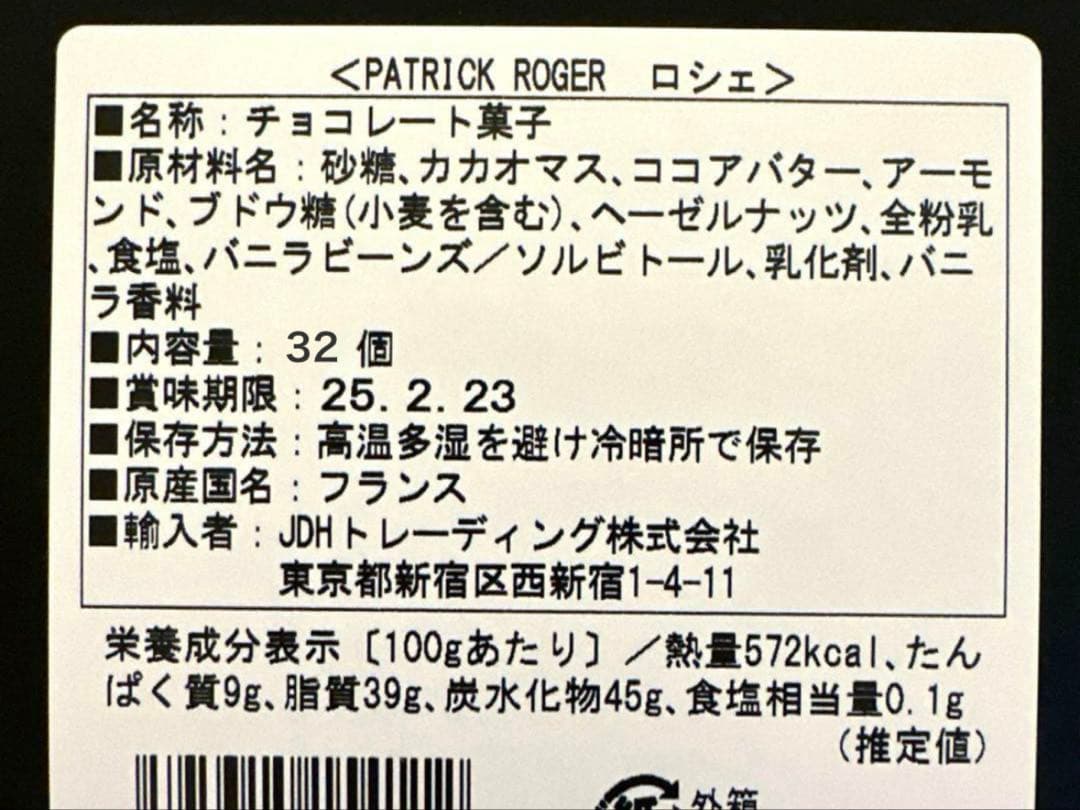 <PATRICK ROGER ロシェ>
■名称:チョコレート菓子
■原材料名:砂糖、カカオマス、ココアバター、アーモ
ンド、ブドウ糖(小麦を含む)、ヘーゼルナッツ、全粉乳
、食塩、バニラビーンズ/ソルビトール、乳化剤、バニ
ラ香料
■内容量: 32 個
■賞味期限:25.2.23
■保存方法:高温多湿を避け冷暗所で保存
■原産国名:フランス
■輸入者:JDHトレーディング株式会社
東京都新宿区西新宿1-4-11
栄養成分表示〔100gあたり〕/熱量572kcal、たん
ぱく質9g、脂質39g、炭水化物45g、食塩相当量0.1g
(推定値)
紙 外箱